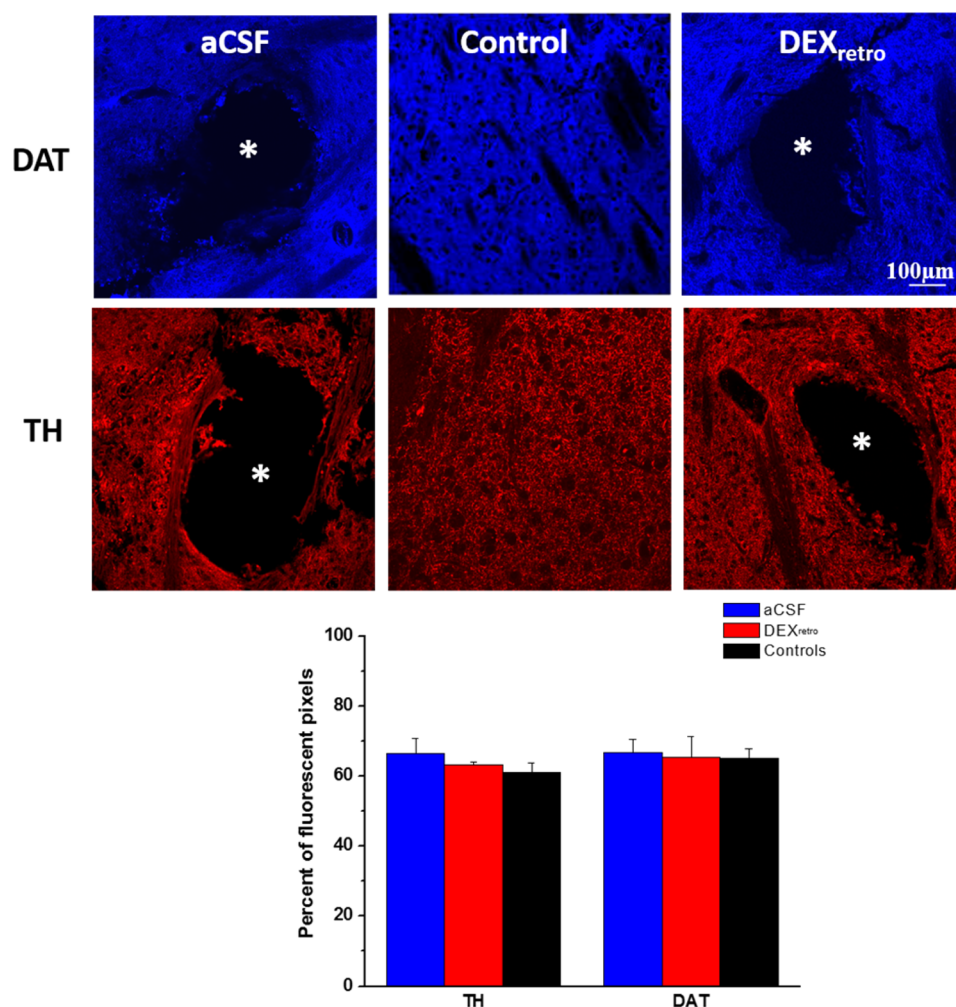 aCSF
Control
DEXretro
DAT
*
*
100μm
TH
*
*
aCSF
DEXretro
Controls
Percent of fluorescent pixels
100
80
60
40
20
0
TH
DAT